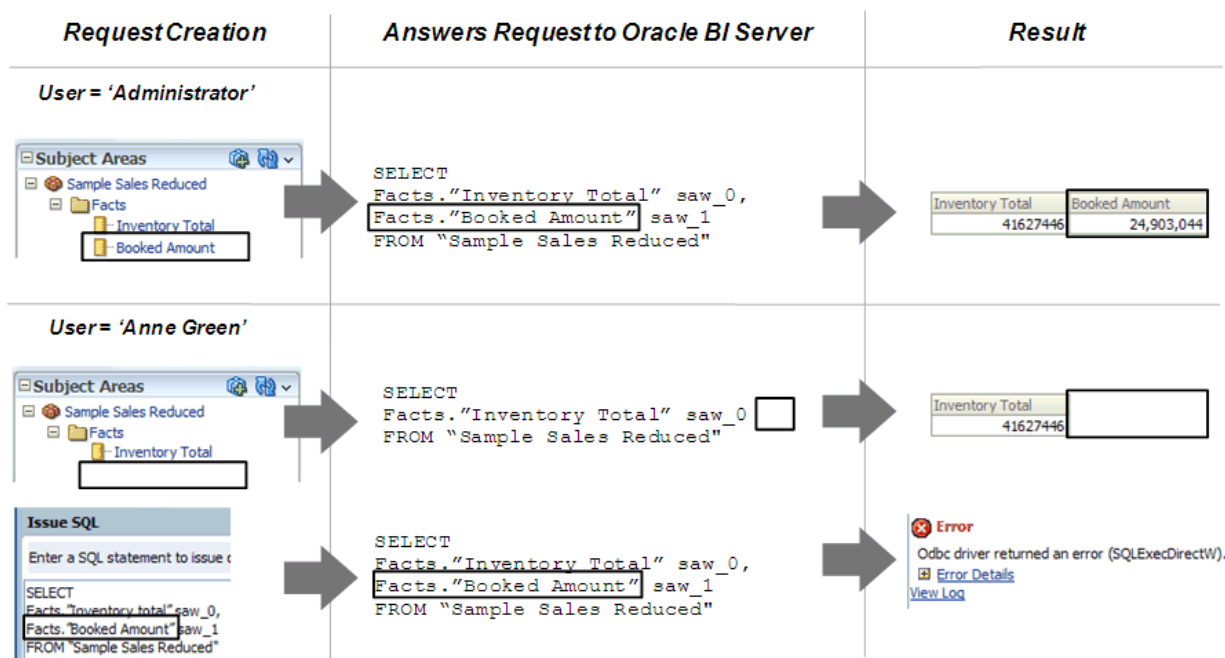 Request Creation
Answers Request to Oracle BI Server
Result
User = 'Administrator'
Subject Areas
Sample Sales Reduced
Facts
Inventory Total
Booked Amount
SELECT
Facts."Inventory Total" saw_0,
Facts."Booked Amount" saw_1
FROM "Sample Sales Reduced"
Inventory Total Booked Amount
41627446 24,903,044
User = 'Anne Green'
Subject Areas
Sample Sales Reduced
Facts
Inventory Total
SELECT
Facts."Inventory Total" saw_0
FROM "Sample Sales Reduced"
Inventory Total
41627446
Issue SQL
Enter a SQL statement to issue
SELECT
Facts."Inventory total" saw_0,
Facts."Booked Amount" saw_1
FROM "Sample Sales Reduced"
SELECT
Facts."Inventory Total" saw_0,
Facts."Booked Amount" saw_1
FROM "Sample Sales Reduced"
Error
Odbc driver returned an error (SQLExecDirectW).
Error Details
View Log